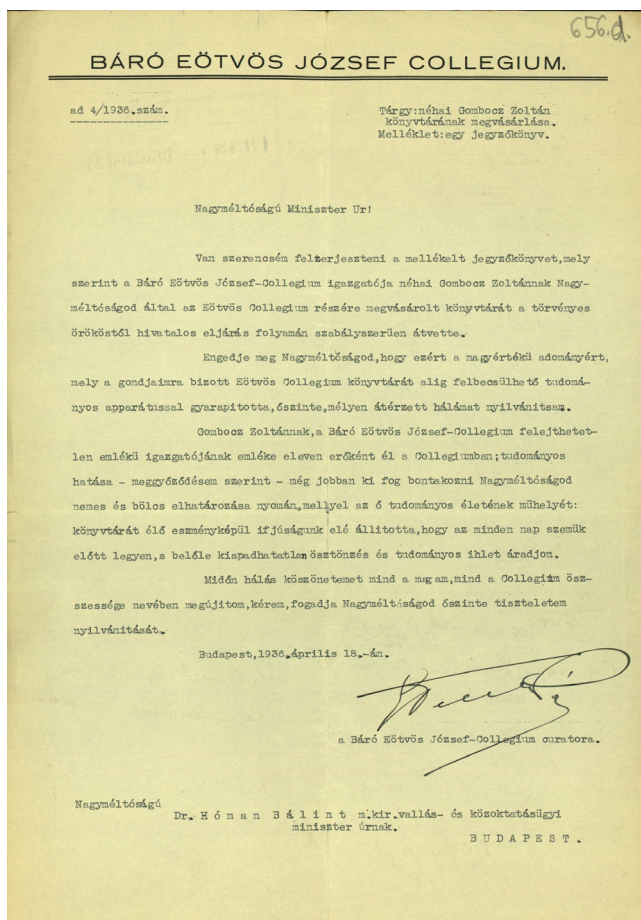 656.d.
BÁRÓ EÖTVÖS JÓZSEF COLLEGIUM.
ad 4/1936.szám.
Tárgy:néhai Gombocz Zoltán
könyvtárának megvásárlása.
Melléklet:egy jegyzőkönyv.
Nagyméltóságú Miniszter Ur!
Van szerencsém felterjeszteni a mellékelt jegyzőkönyvet,mely
szerint a Báró Eötvös József-Collegium igazgatója néhai Gombocz Zoltánnak Nagy-
méltóságod által az Eötvös Collegium részére megvásárolt könyvtárát a törvényes
örököstől hivatalos eljárás folyamán szabályszerüen átvette.
Engedje meg Nagyméltóságod,hogy ezért a nagyértékü adományért,
mely a gondjaimra bizott Eötvös Collegium könyvtárát alig felbecsülhető tudomá-
nyos apparátussal gyarapitotta,őszinte,mélyen átérzett hálámat nyilvánitsam.
Gombocz Zoltánnak,a Báró Eötvös József-Collegium felejthetet-
len emlékü igazgatójának emléke eleven erőként él a Collegiumban;tudományos
hatása - meggyőződésem szerint - még jobban ki fog bontakozni Nagyméltóságod
nemes és bölcs elhatározása nyomán,mellyel az ő tudományos életének mühelyét:
könyvtárát élő eszményképül ifjúságunk elé állitotta,hogy az minden nap szemük
előtt legyen,s belőle kiapadhatatlan ösztönzés és tudományos ihlet áradjon.
Midőn hálás köszönetemet mind a magam,mind a Collegium ösz-
szessége nevében megújitom,kérem,fogadja Nagyméltóságod őszinte tiszteletem
nyilvánitását.
Budapest,1936.április 18.-án.
a Báró Eötvös József-Collegium curatora.
Nagyméltóságú
Dr. H ó m a n B á l i n t m.kir.vallás- és közoktatásügyi
miniszter úrnak.
B U D A P E S T .